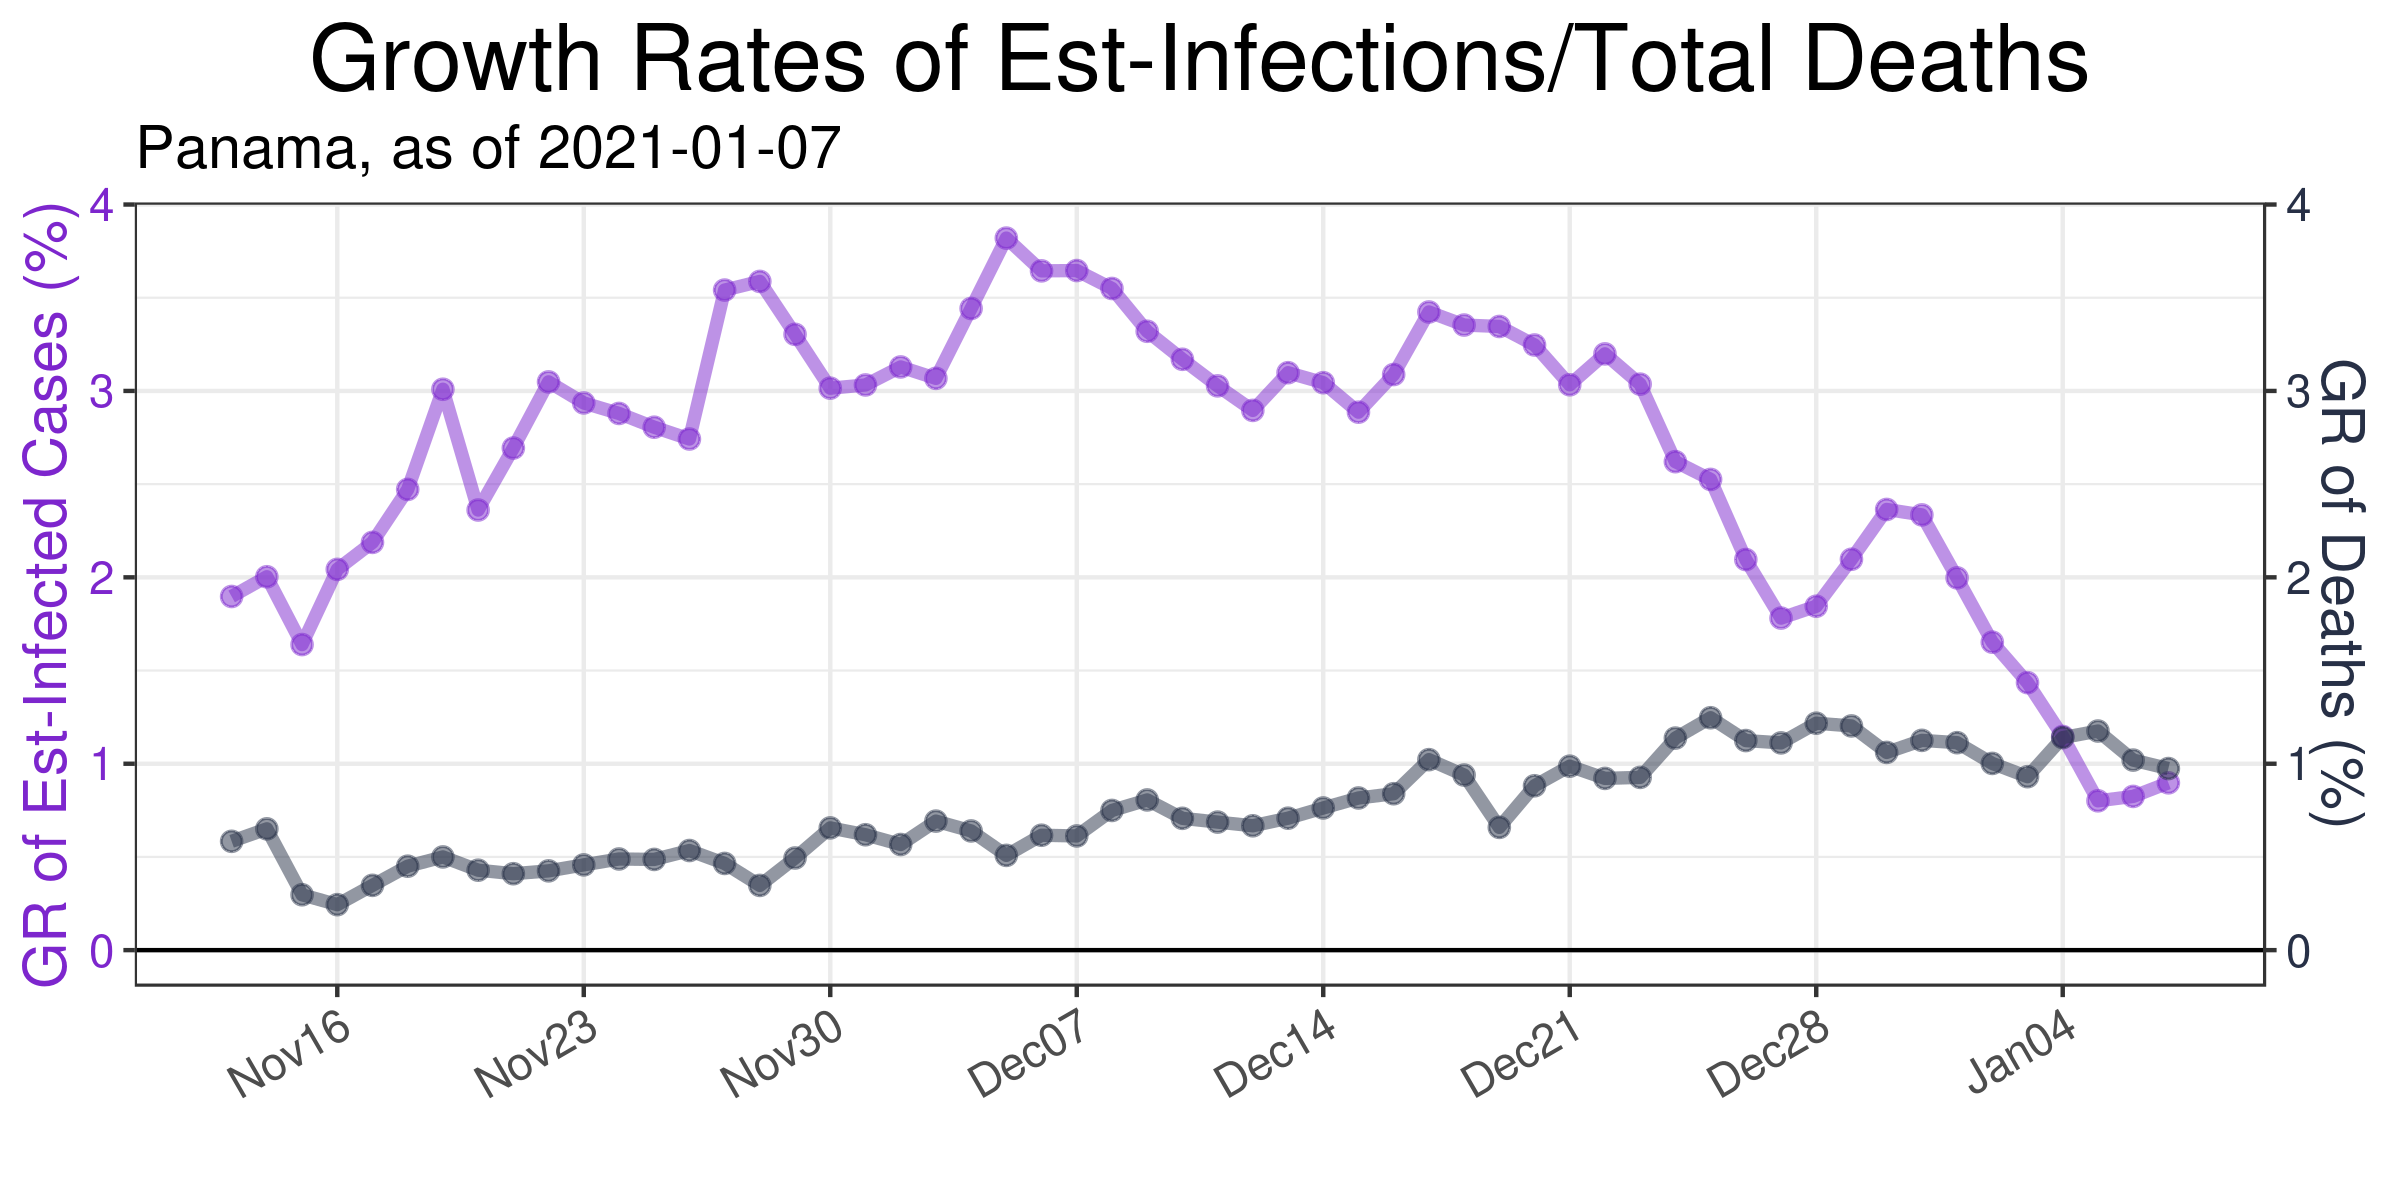 Growth Rates of Est-Infections/Total Deaths
Panama, as of 2021-01-07
GR of Est-Infected Cases (%)
4
3
2
1
0
4
3
2
1
0
GR of Deaths (%)
Nov16
Nov23
Nov30
Dec07
Dec14
Dec21
Dec28
Jan04